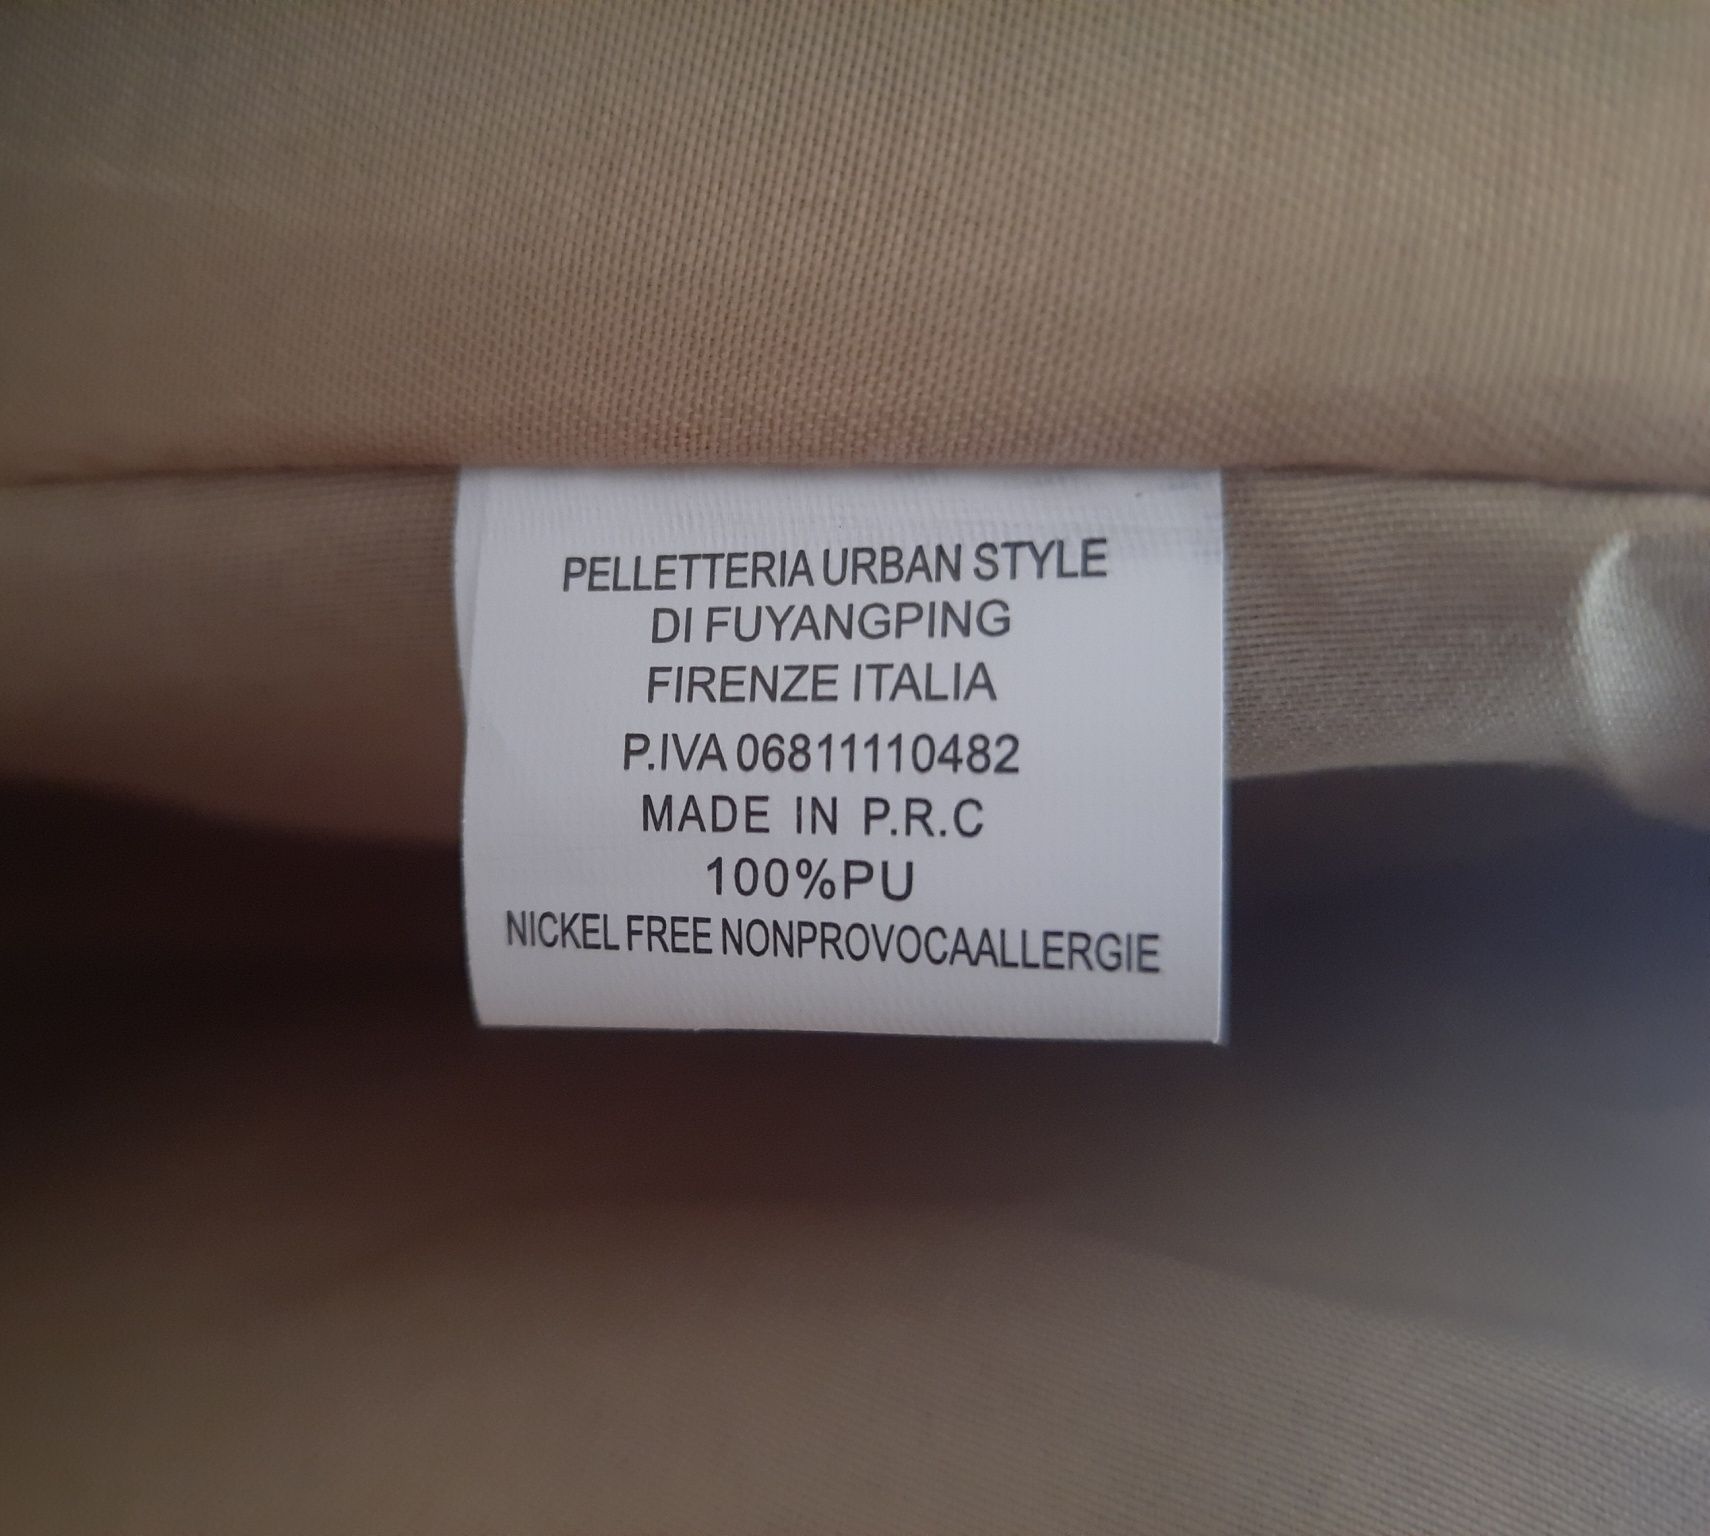 PELLETTERIA URBAN STYLE
DI FUYANGPING
FIRENZE ITALIA
P.IVA 06811110482
MADE IN P.R.C
100%PU
NICKEL FREE NONPROVOCAALLERGIE